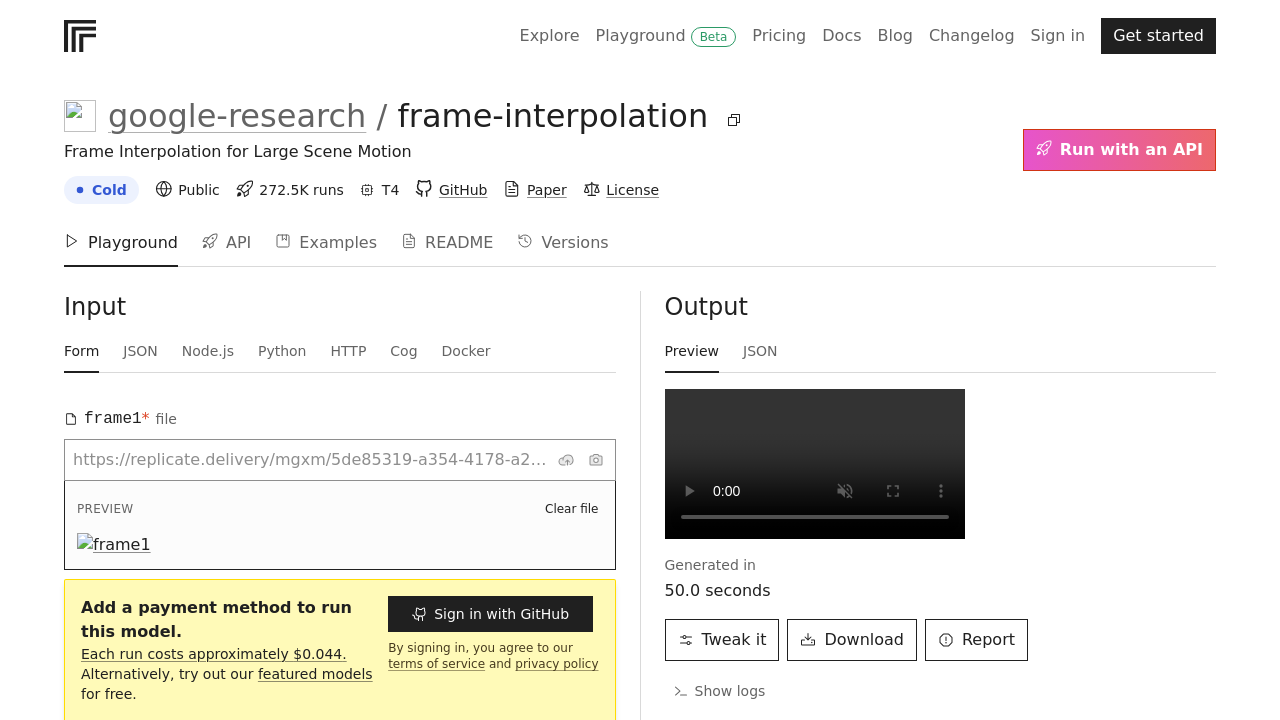 Explore Playground Beta Pricing Docs Blog Changelog Sign in Get started
google-research / frame-interpolation
Frame Interpolation for Large Scene Motion
Run with an API
Cold Public 272.5K runs T4 GitHub Paper License
Playground API Examples README Versions
Input
Form JSON Node.js Python HTTP Cog Docker
frame1* file
https://replicate.delivery/mgxm/5de85319-a354-4178-a2...
PREVIEW Clear file
frame1
Add a payment method to run
this model.
Each run costs approximately $0.044.
Alternatively, try out our featured models
for free.
Sign in with GitHub
By signing in, you agree to our
terms of service and privacy policy
Output
Preview JSON
0:00
Generated in
50.0 seconds
Tweak it Download Report
Show logs